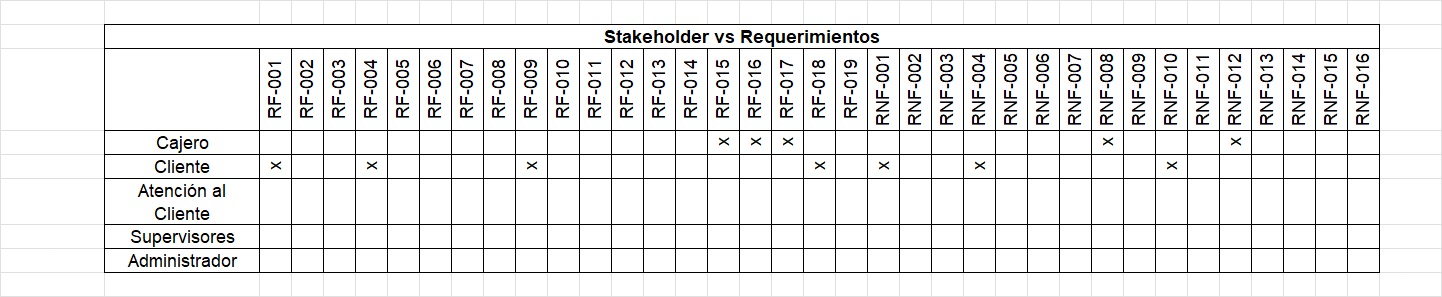 Stakeholder vs Requerimientos
RF-001 RF-002 RF-003 RF-004 RF-005 RF-006 RF-007 RF-008 RF-009 RF-010 RF-011 RF-012 RF-013 RF-014 RF-015 RF-016 RF-017 RF-018 RF-019 RNF-001 RNF-002 RNF-003 RNF-004 RNF-005 RNF-006 RNF-007 RNF-008 RNF-009 RNF-010 RNF-011 RNF-012 RNF-013 RNF-014 RNF-015 RNF-016
Cajero x x x x x
Cliente x x x x x x x
Atención al
Cliente
Supervisores
Administrador